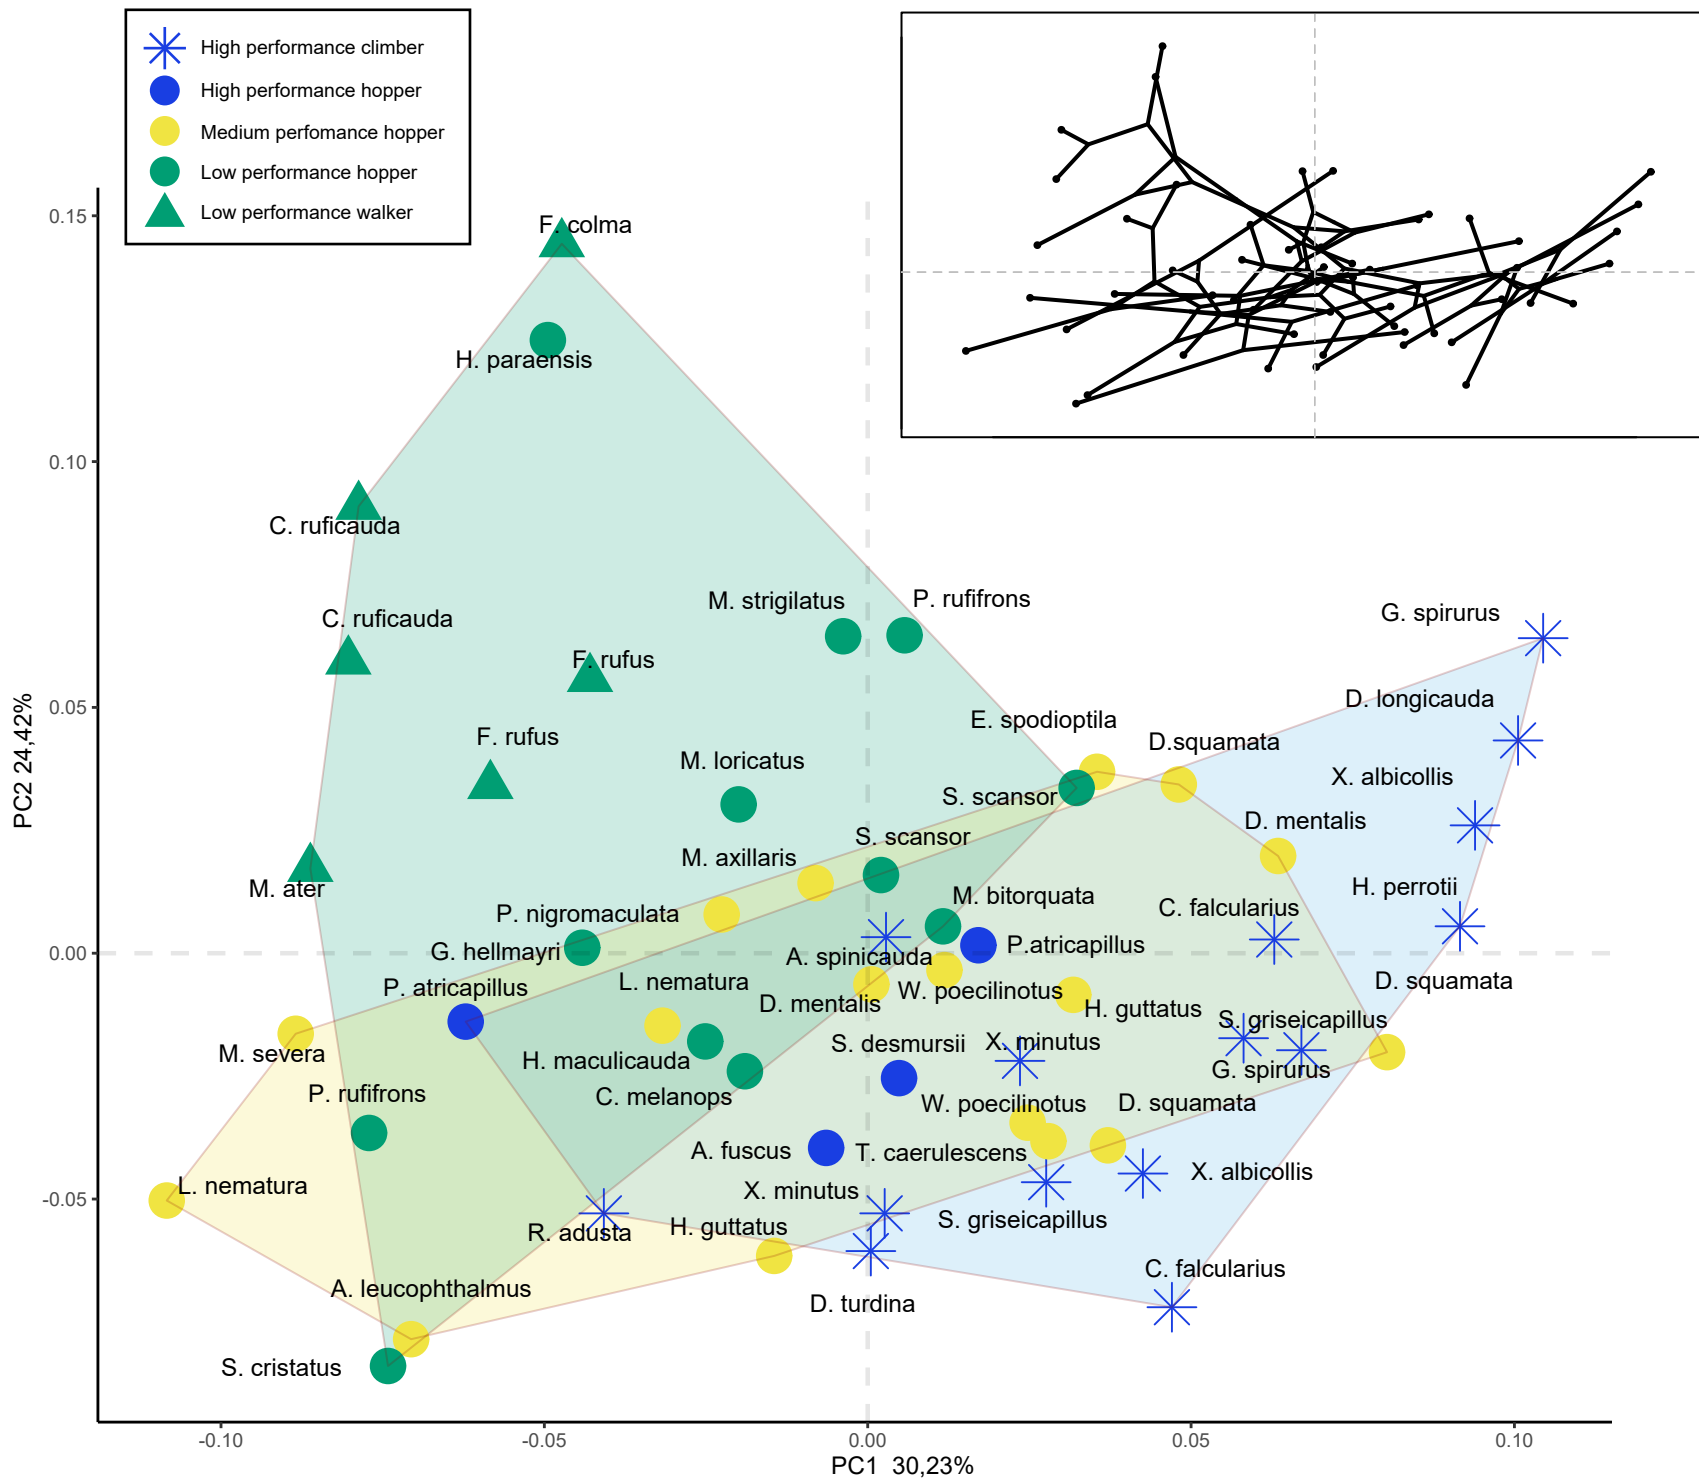 High performance climber
High performance hopper
Medium perfomance hopper
Low performance hopper
Low performance walker
0.15
F. colma
H. paraensis
0.10
C. ruficauda
M. strigilatus
P. rufifrons
G. spirurus
C. ruficauda
F. rufus
D. longicauda
0.05
E. spodioptila
F. rufus
D.squamata
M. loricatus
X. albicollis
S. scansor
D. mentalis
S. scansor
M. axillaris
M. ater
H. perrotii
M. bitorquata
P. nigromaculata
C. falcularius
G. hellmayri
P.atricapillus
0.00
A. spinicauda
L. nematura
D. squamata
P. atricapillus
W. poecilinotus
D. mentalis
H. guttatus
S. griseicapillus
M. severa
S. desmursii
X. minutus
H. maculicauda
G. spirurus
P. rufifrons
C. melanops
W. poecilinotus
D. squamata
A. fuscus
T. caerulescens
X. albicollis
L. nematura
X. minutus
-0.05
S. griseicapillus
R. adusta
H. guttatus
C. falcularius
A. leucophthalmus
D. turdina
S. cristatus
PC2 24,42%
-0.10
-0.05
0.00
0.05
0.10
PC1 30,23%